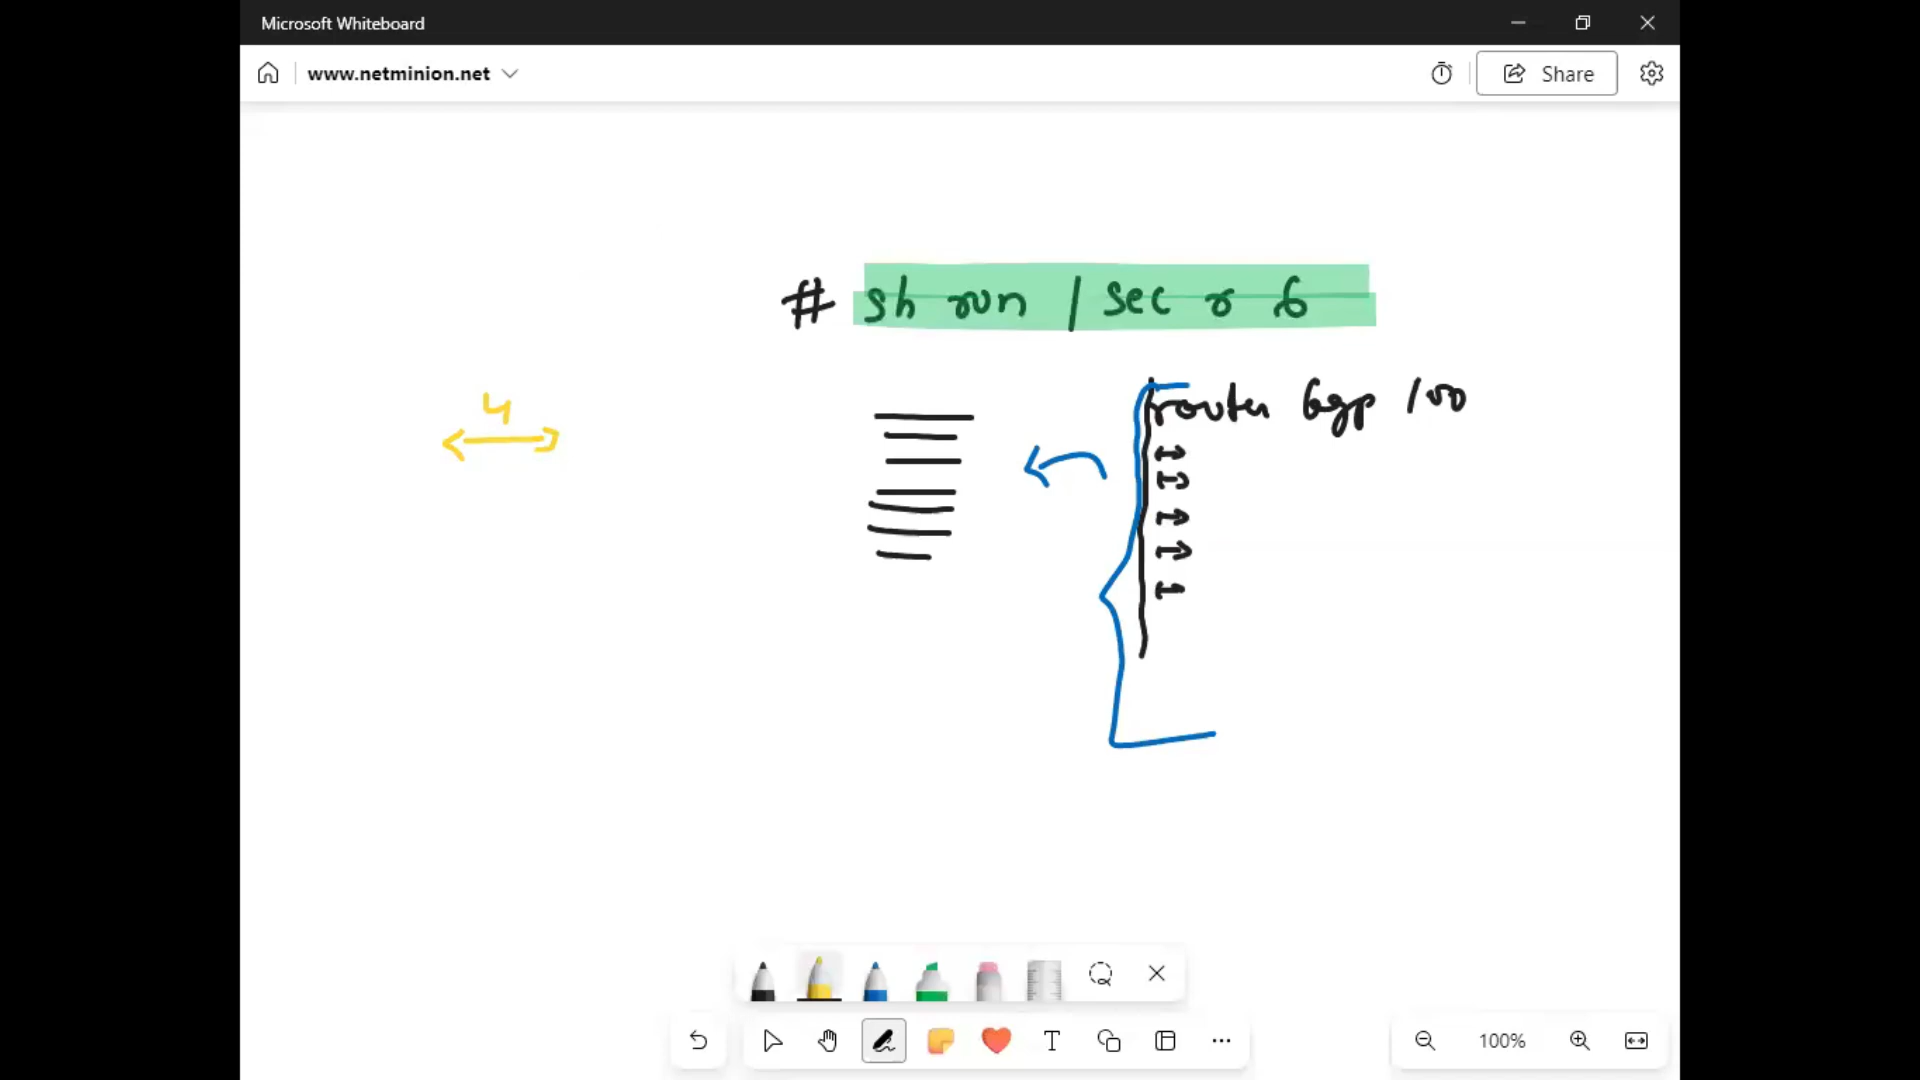 Microsoft Whiteboard
www.netminion.net
Share
# sh run | sec r b
4
router bgp 100
100%